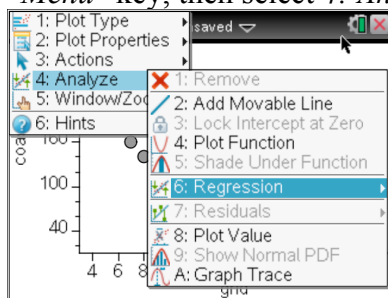 Menu key, then select 4: An
1: Plot Type
2: Plot Properties
3: Actions
4: Analyze
5: Window/Zoo
6: Hints
saved
1: Remove
2: Add Movable Line
3: Lock Intercept at Zero
4: Plot Function
5: Shade Under Function
6: Regression
7: Residuals
8: Plot Value
9: Show Normal PDF
A: Graph Trace
coa
160
100
40
4 6 8
grid